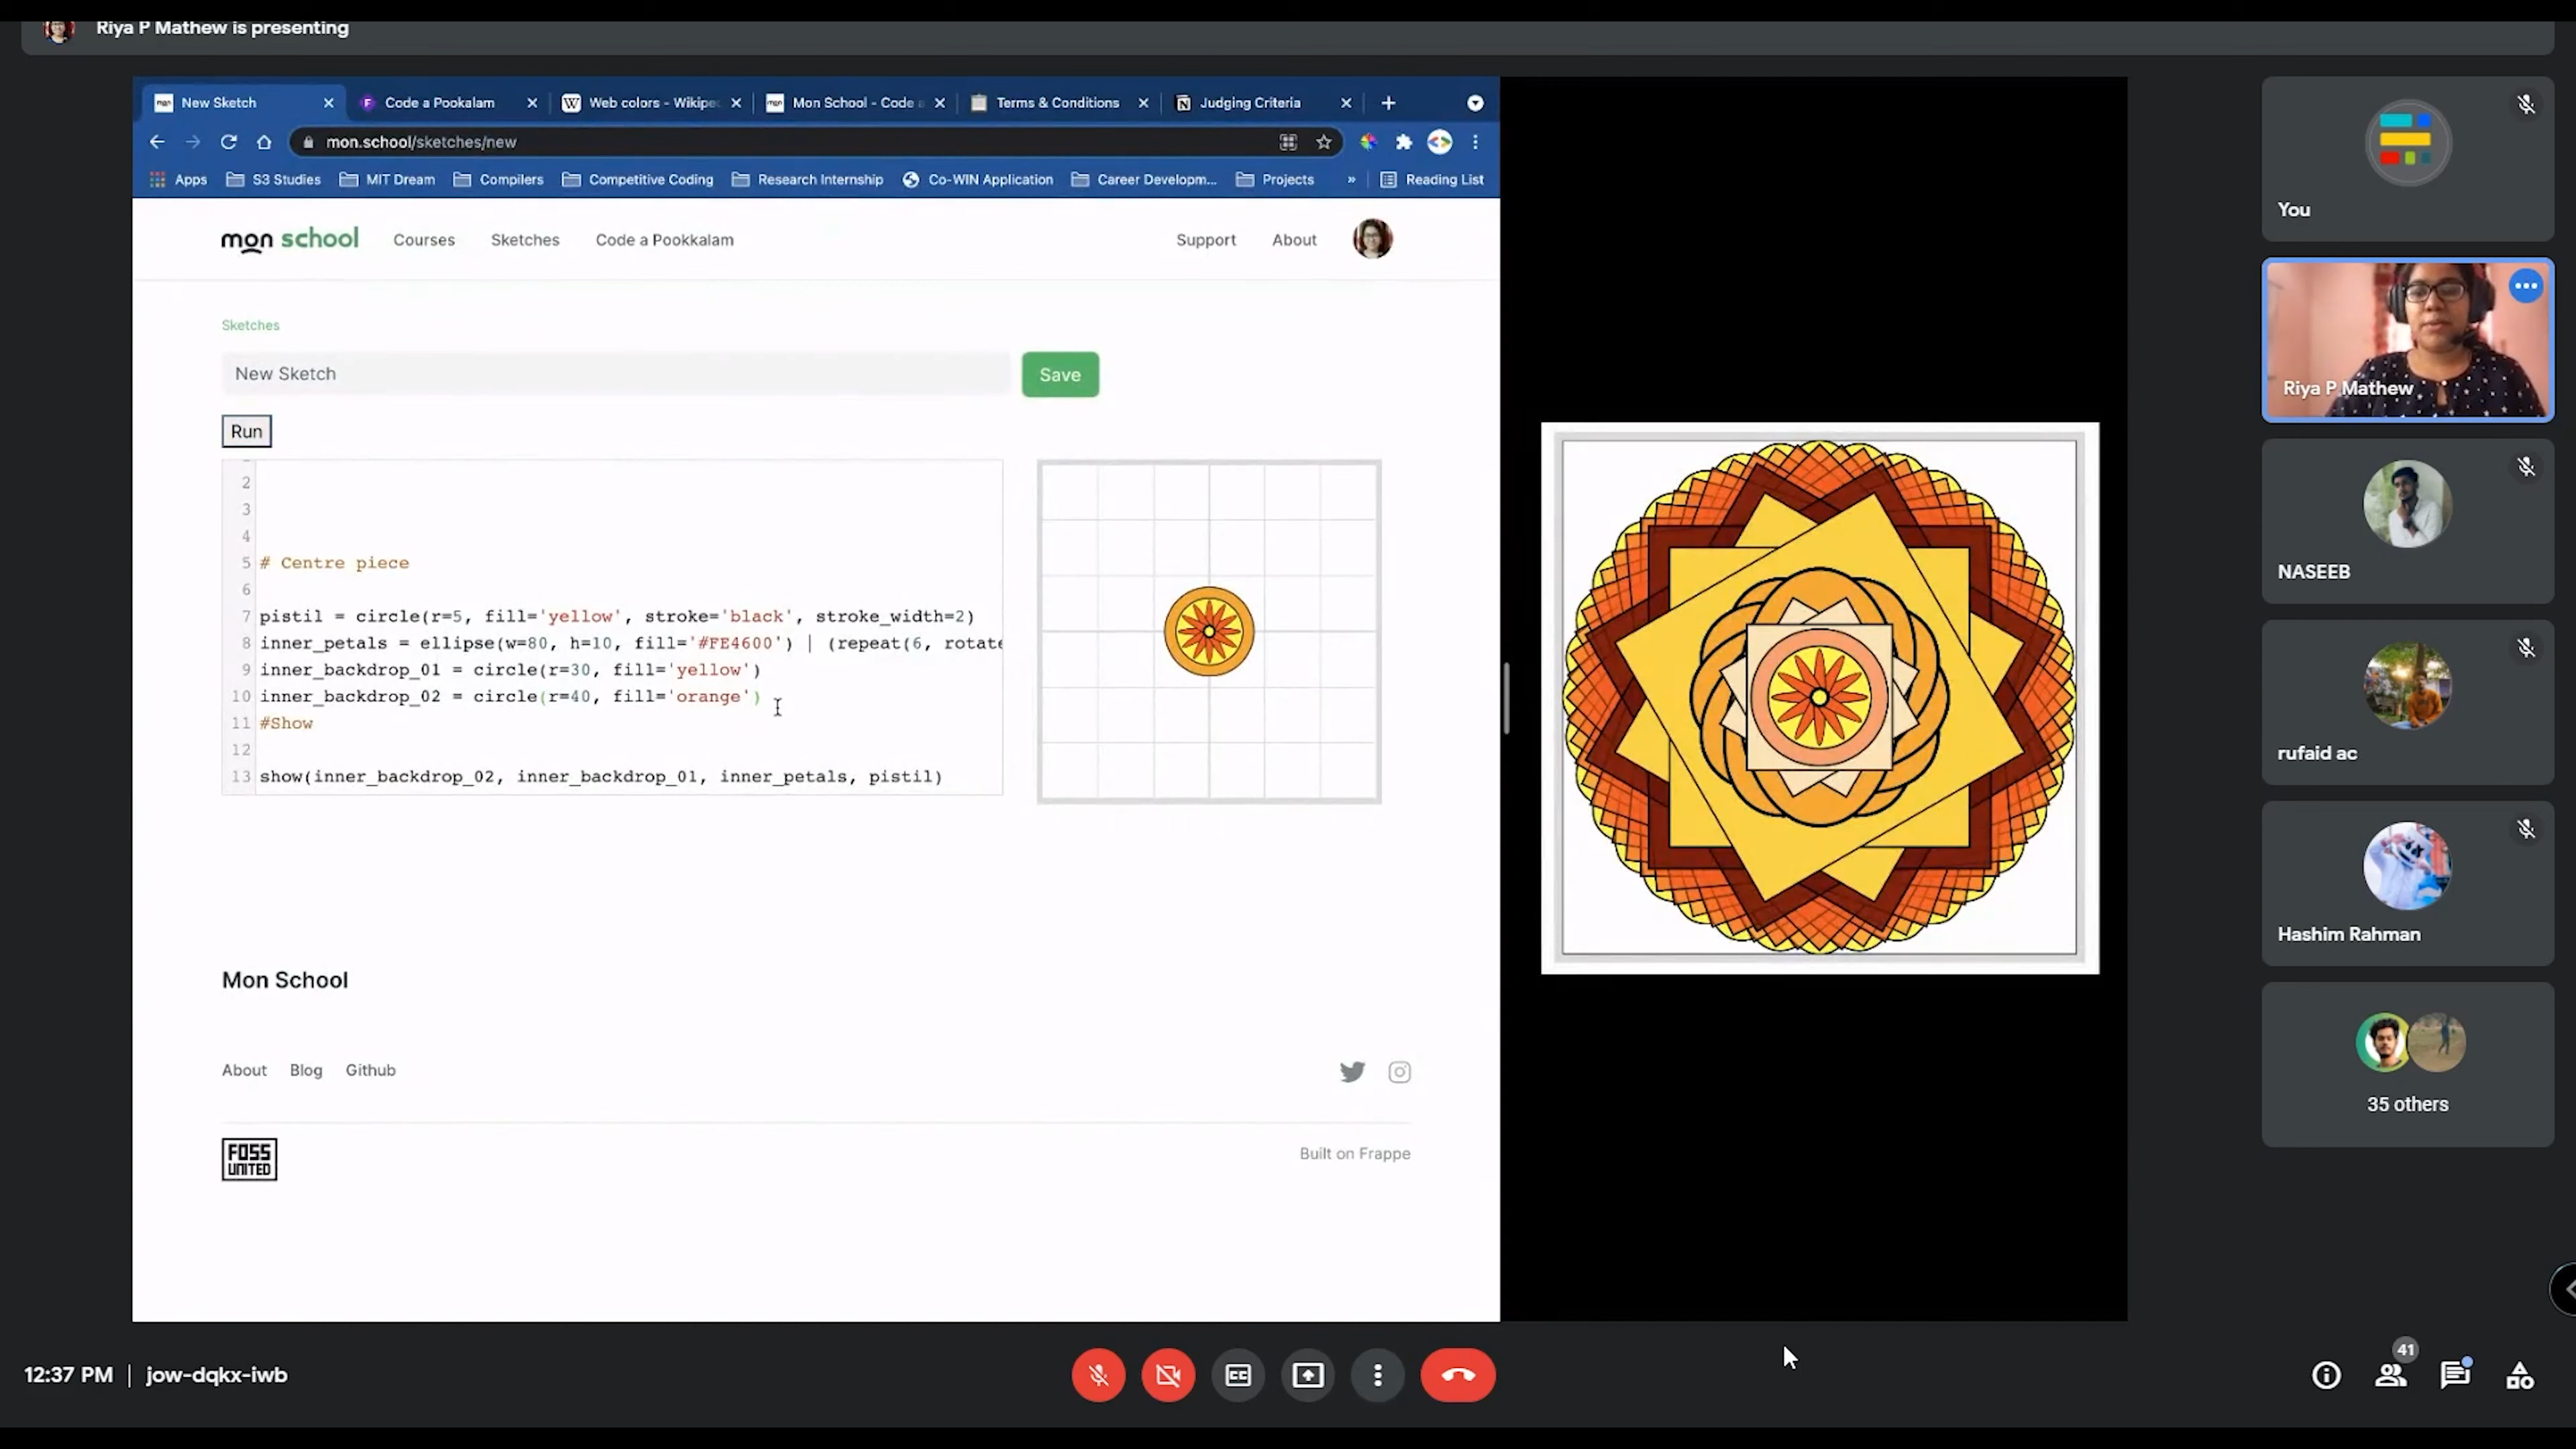 Riya P Mathew is presenting
New Sketch
Code a Pookalam
Web colors - Wikipe
Mon School - Code a
Terms & Conditions
Judging Criteria
mon.school/sketches/new
Apps
S3 Studies
MIT Dream
Compilers
Competitive Coding
Research Internship
Co-WIN Application
Career Developm...
Projects
»
Reading List
mon school
Courses
Sketches
Code a Pookkalam
Support
About
Sketches
New Sketch
Save
Run
2
3
4
5 # Centre piece
6
7 pistil = circle(r=5, fill='yellow', stroke='black', stroke_width=2)
8 inner_petals = ellipse(w=80, h=10, fill='#FE4600') | (repeat(6, rotate
9 inner_backdrop_01 = circle(r=30, fill='yellow')
10 inner_backdrop_02 = circle(r=40, fill='orange')
11 #Show
12
13 show(inner_backdrop_02, inner_backdrop_01, inner_petals, pistil)
Mon School
About
Blog
Github
FOSS
UNITED
Built on Frappe
You
Riya P Mathew
NASEEB
rufaid ac
Hashim Rahman
35 others
12:37 PM | jow-dqkx-iwb
41